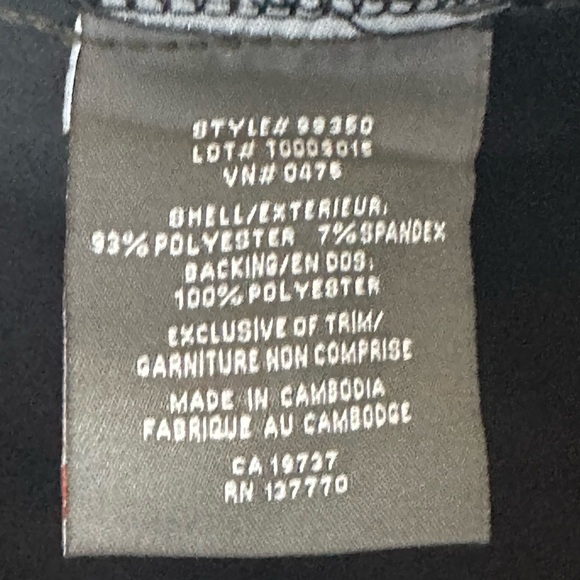 STYLE# 99350
LOT# T0009016
VN# 0475
SHELL/EXTERIEUR:
93% POLYESTER 7% SPANDEX
BACKING/EN DOS:
100% POLYESTER
EXCLUSIVE OF TRIM/
GARNITURE NON COMPRISE
MADE IN CAMBODIA
FABRIQUE AU CAMBODGE
CA 19737
RN 137770